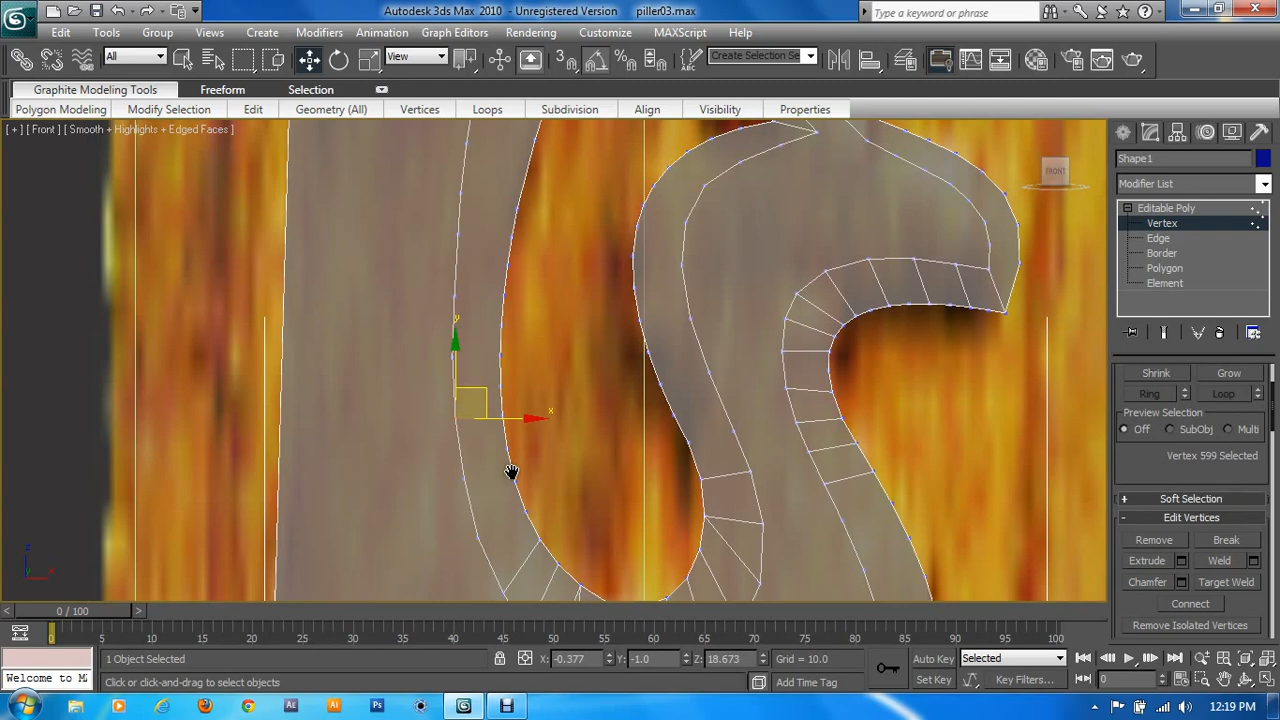 Autodesk 3ds Max 2010 - Unregistered Version piller03.max
Type a keyword or phrase
Edit Tools Group Views Create Modifiers Animation Graph Editors Rendering Customize MAXScript Help
All View Create Selection Se
Graphite Modeling Tools Freeform Selection
Polygon Modeling Modify Selection Edit Geometry (All) Vertices Loops Subdivision Align Visibility Properties
[ + ] [ Front ] [ Smooth + Highlights + Edged Faces ]
FRONT
y
x
Shape1
Modifier List
Editable Poly
Vertex
Edge
Border
Polygon
Element
Shrink Grow
Ring Loop
Preview Selection
Off SubObj Multi
Vertex 599 Selected
Soft Selection
Edit Vertices
Remove Break
Extrude Weld
Chamfer Target Weld
Connect
Remove Isolated Vertices
0 / 100
0 5 10 15 20 25 30 35 40 45 50 55 60 65 70 75 80 85 90 95 100
1 Object Selected X: -0.377 Y: -1.0 Z: 18.673 Grid = 10.0 Auto Key Selected
Welcome to M Click or click-and-drag to select objects Add Time Tag Set Key Key Filters... 0
12:19 PM